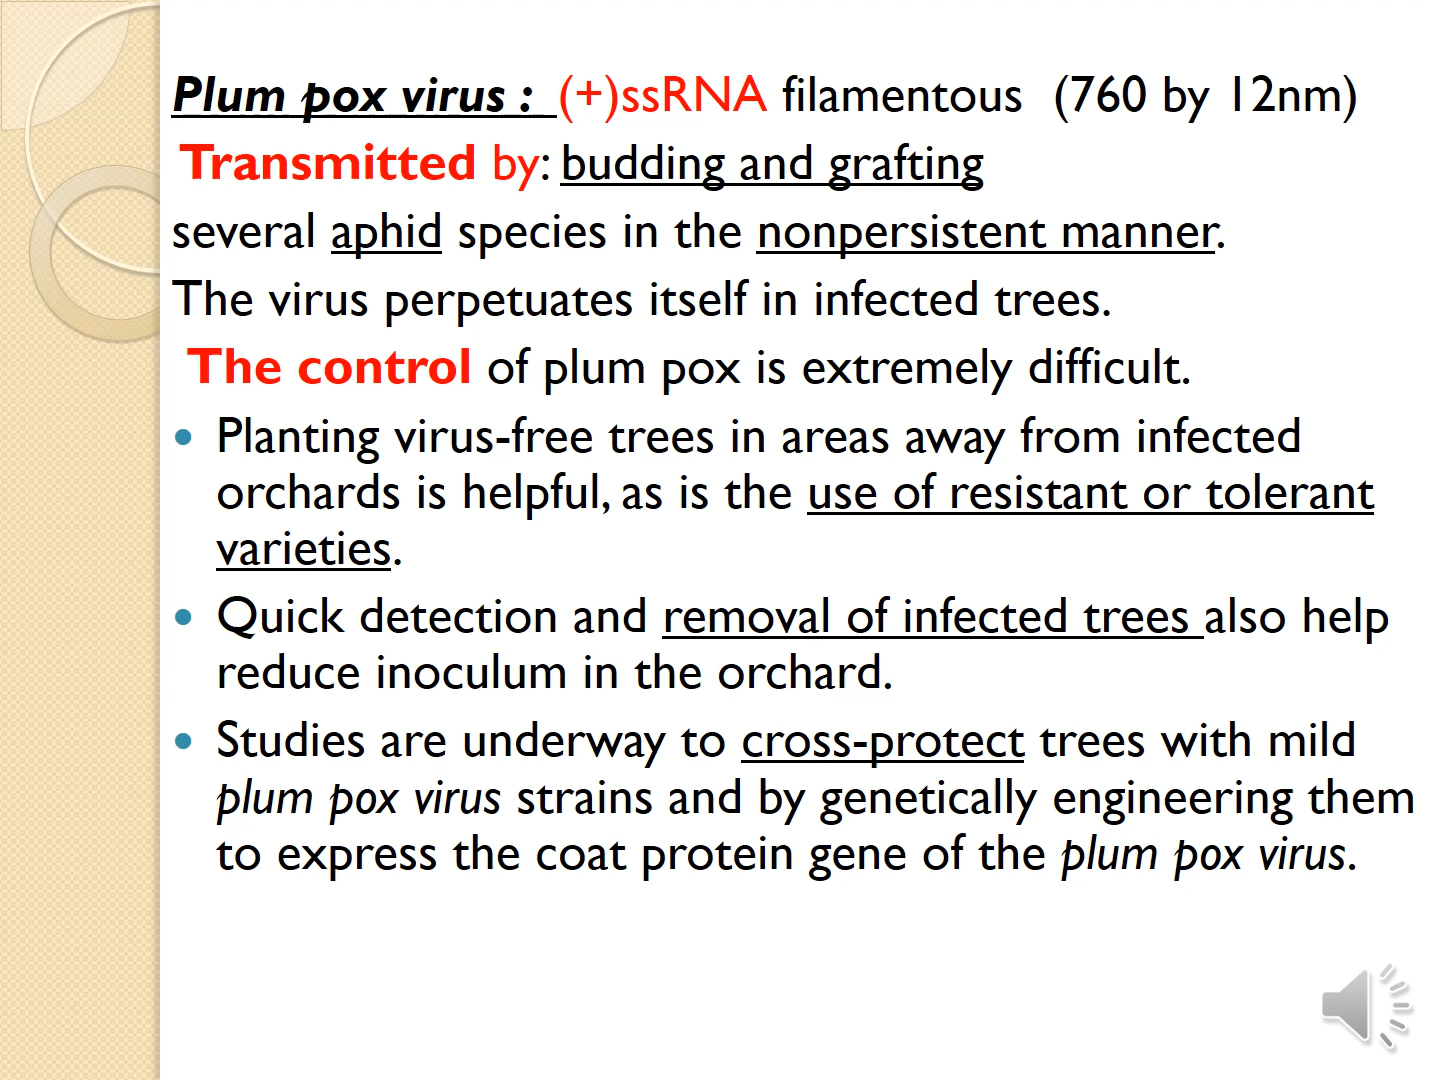 Plum pox virus : (+)ssRNA filamentous (760 by 12nm)
Transmitted by: budding and grafting
several aphid species in the nonpersistent manner.
The virus perpetuates itself in infected trees.
The control of plum pox is extremely difficult.
• Planting virus-free trees in areas away from infected
orchards is helpful, as is the use of resistant or tolerant
varieties.
• Quick detection and removal of infected trees also help
reduce inoculum in the orchard.
• Studies are underway to cross-protect trees with mild
plum pox virus strains and by genetically engineering them
to express the coat protein gene of the plum pox virus.